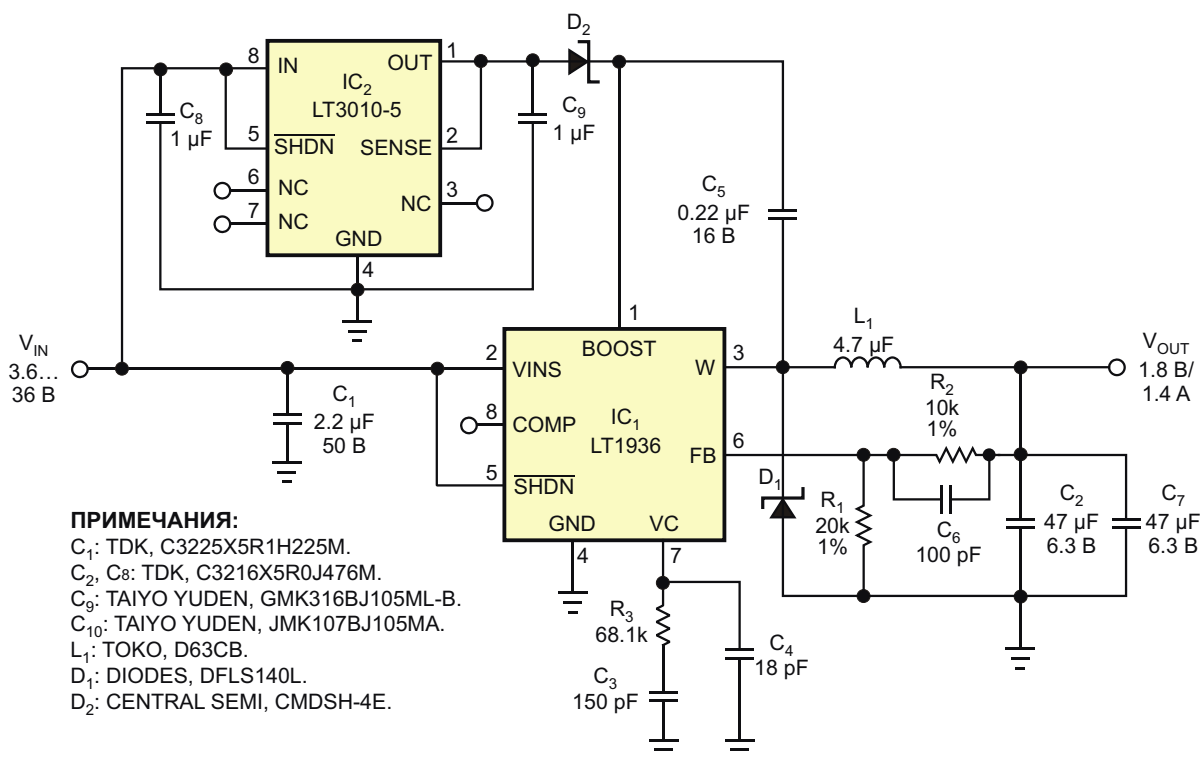 D₂
8
IN
OUT
1
IC₂
LT3010-5
C₈
1 µF
5
SHDN
SENSE
2
C₉
1 µF
6
NC
7
NC
NC
3
GND
4
C₅
0.22 µF
16 В
V_IN
3.6…
36 В
1
BOOST
2
VINS
W
3
L₁
4.7 µF
V_OUT
1.8 В/
1.4 A
C₁
2.2 µF
50 В
8
COMP
IC₁
LT1936
R₂
10k
1%
FB
6
5
SHDN
D₁
R₁
20k
1%
C₆
100 pF
C₂
47 µF
6.3 В
C₇
47 µF
6.3 В
GND
VC
4
7
R₃
68.1k
C₄
18 pF
C₃
150 pF
ПРИМЕЧАНИЯ:
C₁: TDK, C3225X5R1H225M.
C₂, C₈: TDK, C3216X5R0J476M.
C₉: TAIYO YUDEN, GMK316BJ105ML-B.
C₁₀: TAIYO YUDEN, JMK107BJ105MA.
L₁: TOKO, D63CB.
D₁: DIODES, DFLS140L.
D₂: CENTRAL SEMI, CMDSH-4E.